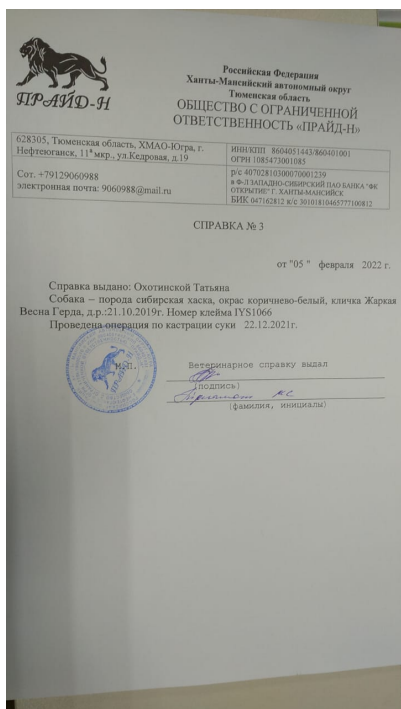 ПРАЙД-Н
Российская Федерация
Ханты-Мансийский автономный округ
Тюменская область
ОБЩЕСТВО С ОГРАНИЧЕННОЙ
ОТВЕТСТВЕННОСТЬ «ПРАЙД-Н»
628305, Тюменская область, ХМАО-Югра, г.
Нефтеюганск, 11ª мкр., ул.Кедровая, д.19
ИНН/КПП 8604051443/860401001
ОГРН 1085473001085
Сот. +79129060988
электронная почта: 9060988@mail.ru
р/с 40702810300070001239
в Ф-Л ЗАПАДНО-СИБИРСКИЙ ПАО БАНКА "ФК
ОТКРЫТИЕ" Г. ХАНТЫ-МАНСИЙСК
БИК 047162812 к/с 30101810465777100812
СПРАВКА № 3
от "05 " февраля 2022 г.
Справка выдано: Охотинской Татьяна
Собака – порода сибирская хаска, окрас коричнево-белый, кличка Жаркая
Весна Герда, д.р.:21.10.2019г. Номер клейма IYS1066
Проведена операция по кастрации суки 22.12.2021г.
М.П.
Ветеринарное справку выдал
(подпись)
(фамилия, инициалы)